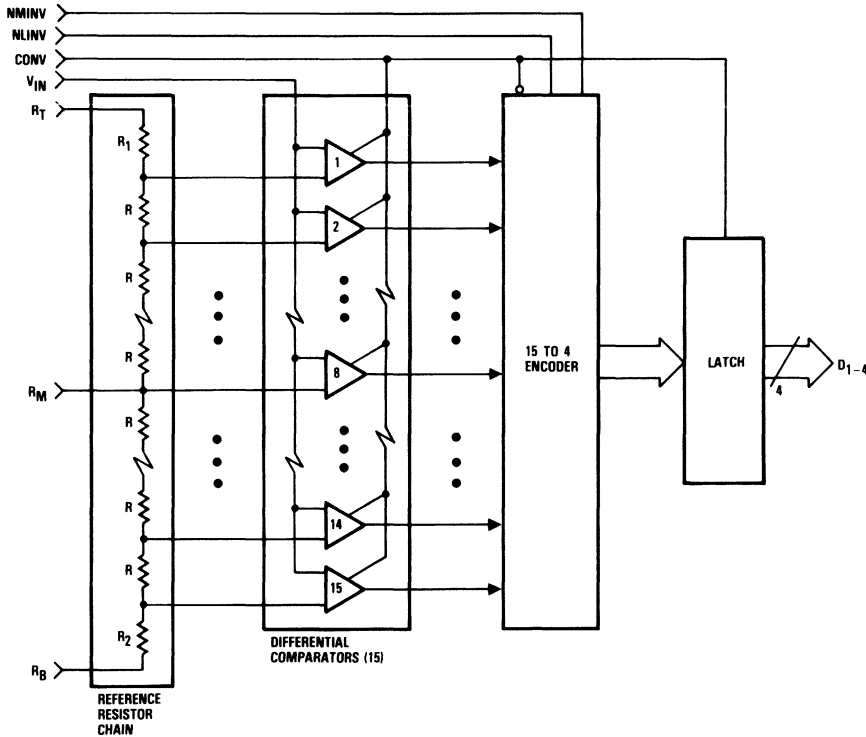 NMINV
NLINV
CONV
VIN
RT
R1
1
R
2
R
R
8
15 TO 4
ENCODER
LATCH
4
D1–4
RM
R
R
14
R
15
R2
RB
DIFFERENTIAL
COMPARATORS (15)
REFERENCE
RESISTOR
CHAIN